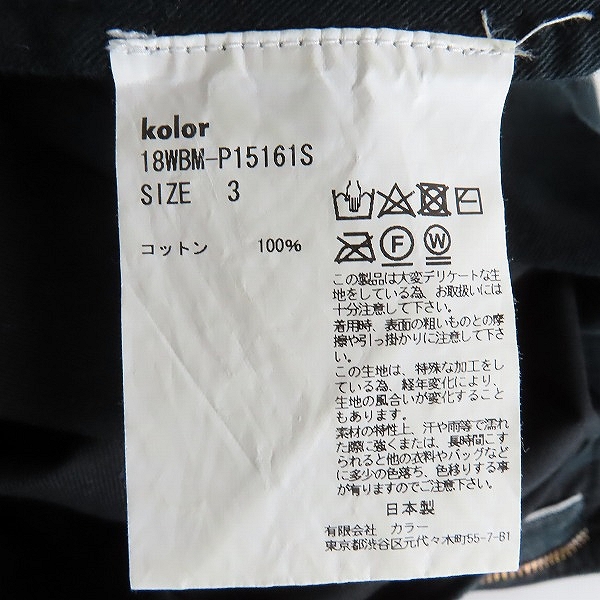 kolor
18WBM-P15161S
SIZE 3
コットン 100%
F W
この製品は大変デリケートな生
地をしている為、お取扱いには
十分注意して下さい。
着用時、表面の粗いものとの摩
擦や引っ掛かりに注意して下さ
い。
この生地は、特殊な加工をし
ている為、経年変化により、
生地の風合いが変化すること
もあります。
素材の特性上、汗や雨等で濡れ
た際に強くまたは、長時間こす
られると他の衣料やバッグなど
に多少の色落ち、色移りする事
が有りますのでご注意下さい。
日本製
有限会社 カラー
東京都渋谷区元代々木町55-7-B1